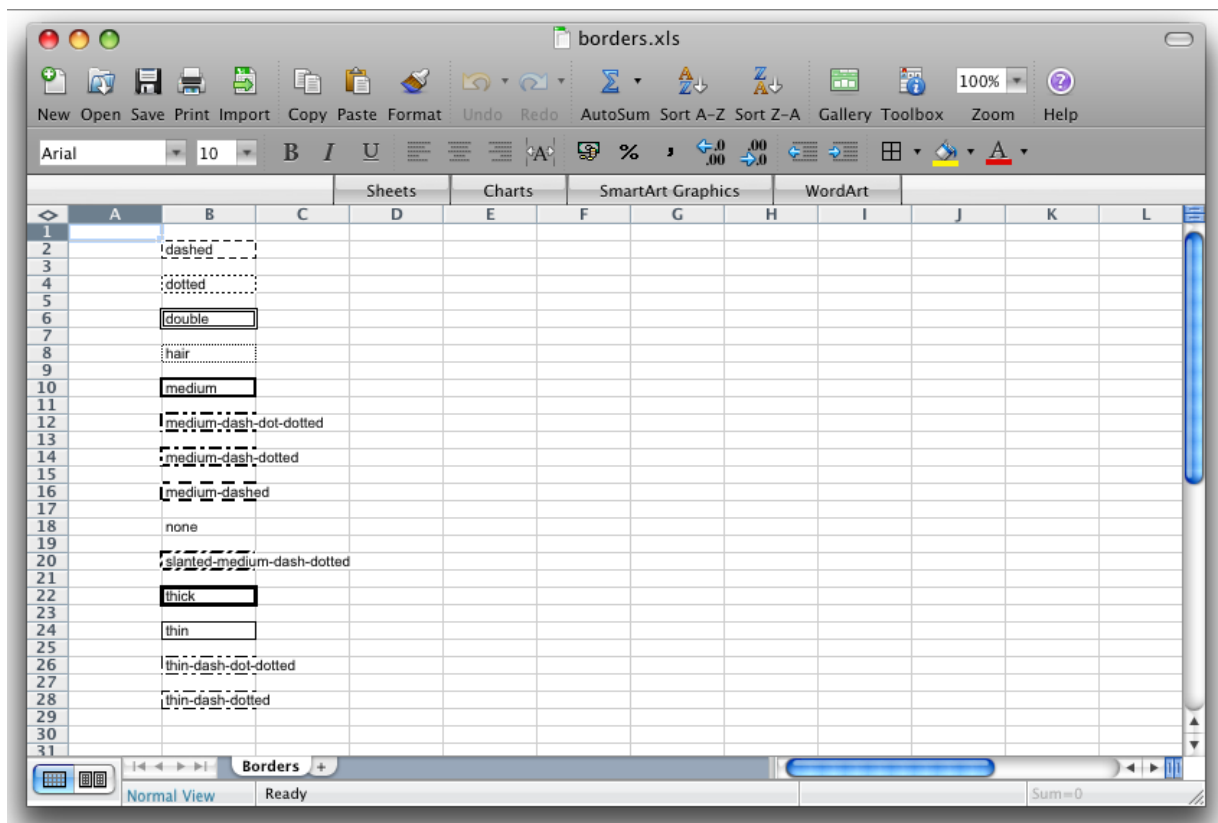 borders.xls
New Open Save Print Import Copy Paste Format Undo Redo AutoSum Sort A-Z Sort Z-A Gallery Toolbox Zoom Help
100%
Arial 10 B I U
Sheets Charts SmartArt Graphics WordArt
A B C D E F G H I J K L
1
2 dashed
3
4 dotted
5
6 double
7
8 hair
9
10 medium
11
12 medium-dash-dot-dotted
13
14 medium-dash-dotted
15
16 medium-dashed
17
18 none
19
20 slanted-medium-dash-dotted
21
22 thick
23
24 thin
25
26 thin-dash-dot-dotted
27
28 thin-dash-dotted
29
30
31
Borders +
Normal View Ready Sum=0